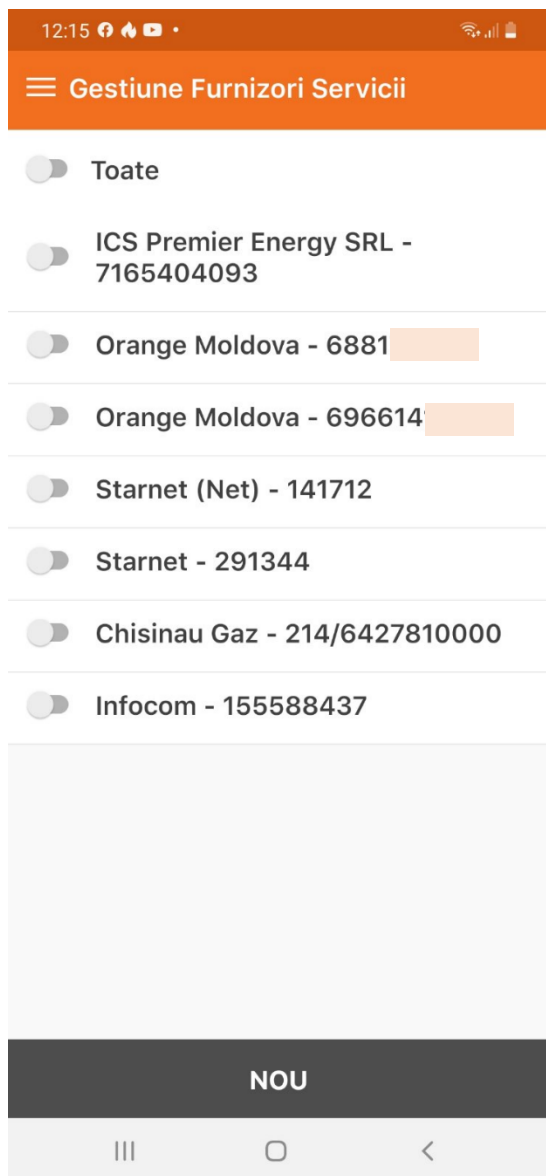 12:15
Gestiune Furnizori Servicii
Toate
ICS Premier Energy SRL -
7165404093
Orange Moldova - 6881
Orange Moldova - 696614
Starnet (Net) - 141712
Starnet - 291344
Chisinau Gaz - 214/6427810000
Infocom - 155588437
NOU